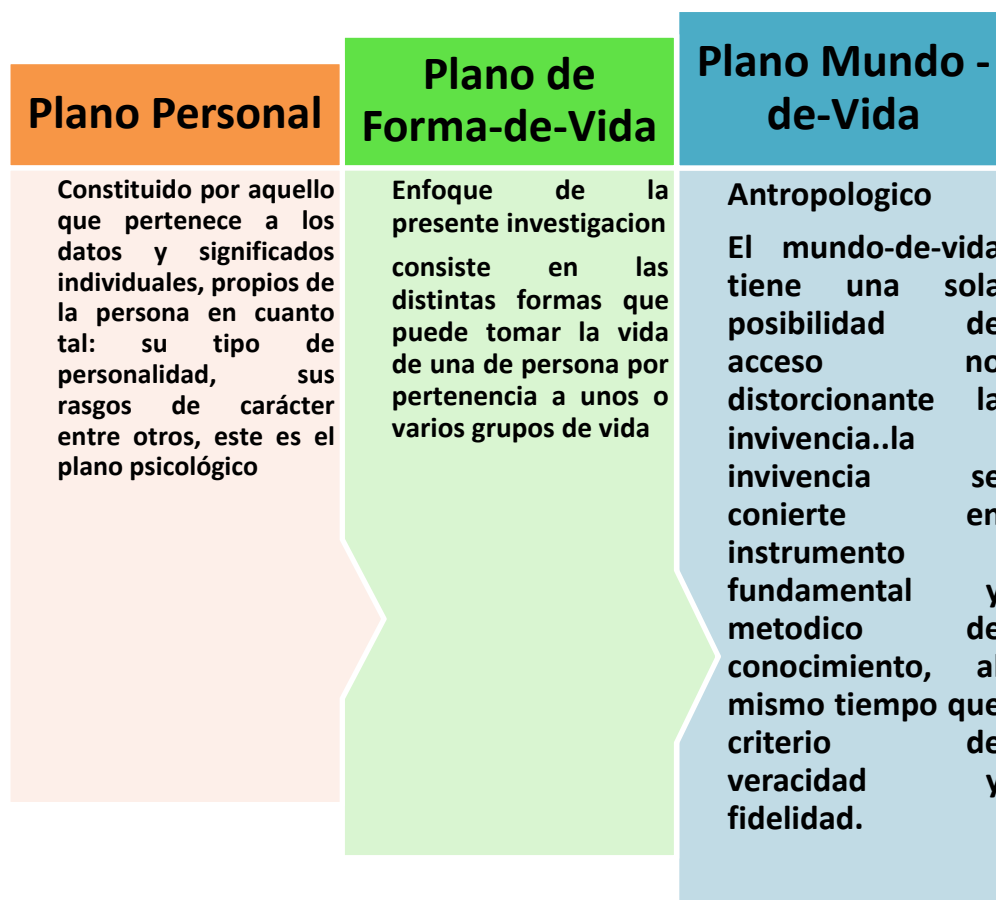 Plano Personal
Constituido por aquello
que pertenece a los
datos y significados
individuales, propios de
la persona en cuanto
tal: su tipo de
personalidad, sus
rasgos de carácter
entre otros, este es el
plano psicológico
Plano de
Forma-de-Vida
Enfoque de la
presente investigacion
consiste en las
distintas formas que
puede tomar la vida
de una de persona por
pertenencia a unos o
varios grupos de vida
Plano Mundo -
de-Vida
Antropologico
El mundo-de-vida
tiene una sola
posibilidad de
acceso no
distorcionante la
invivencia..la
invivencia se
conierte en
instrumento
fundamental y
metodico de
conocimiento, al
mismo tiempo que
criterio de
veracidad y
fidelidad.